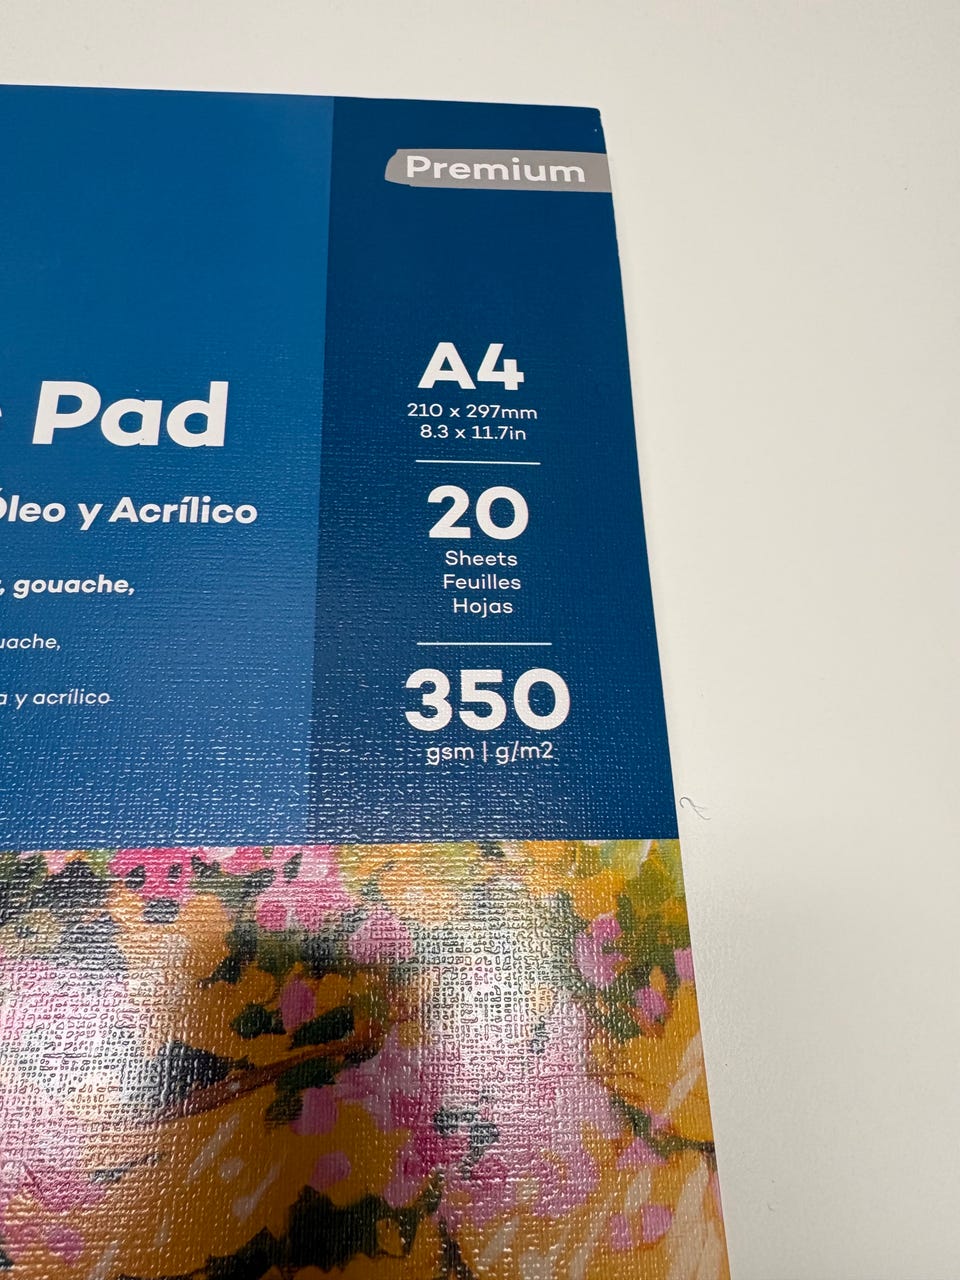 Premium
A4
210 x 297mm
8.3 x 11.7in
20
Sheets
Feuilles
Hojas
350
gsm | g/m2
Pad
Óleo y Acrílico
gouache,
y acrílico